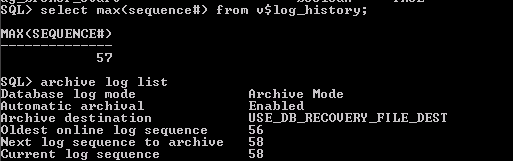 SQL> select max(sequence#) from v$log_history;
MAX(SEQUENCE#)
--------------
57
SQL> archive log list
Database log mode Archive Mode
Automatic archival Enabled
Archive destination USE_DB_RECOVERY_FILE_DEST
Oldest online log sequence 56
Next log sequence to archive 58
Current log sequence 58